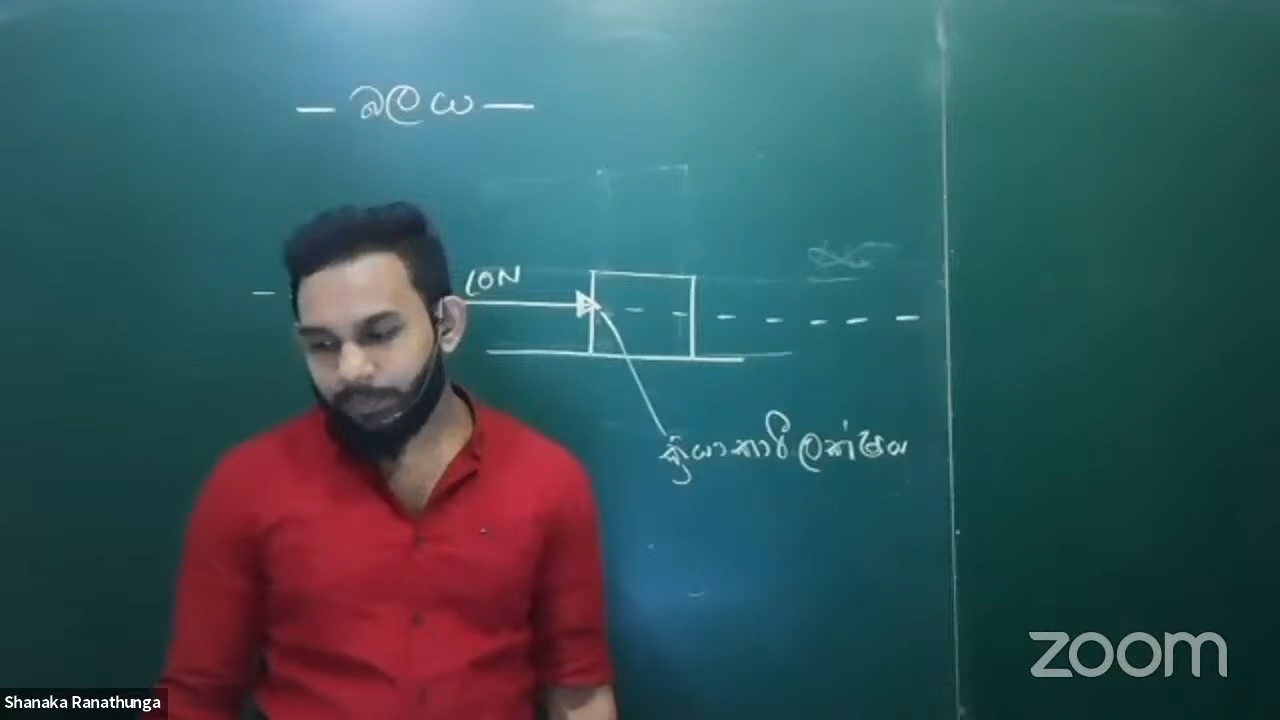 — බලය —
10N
ක්‍රියාකාරී ලක්ෂ්‍යය
zoom
Shanaka Ranathunga